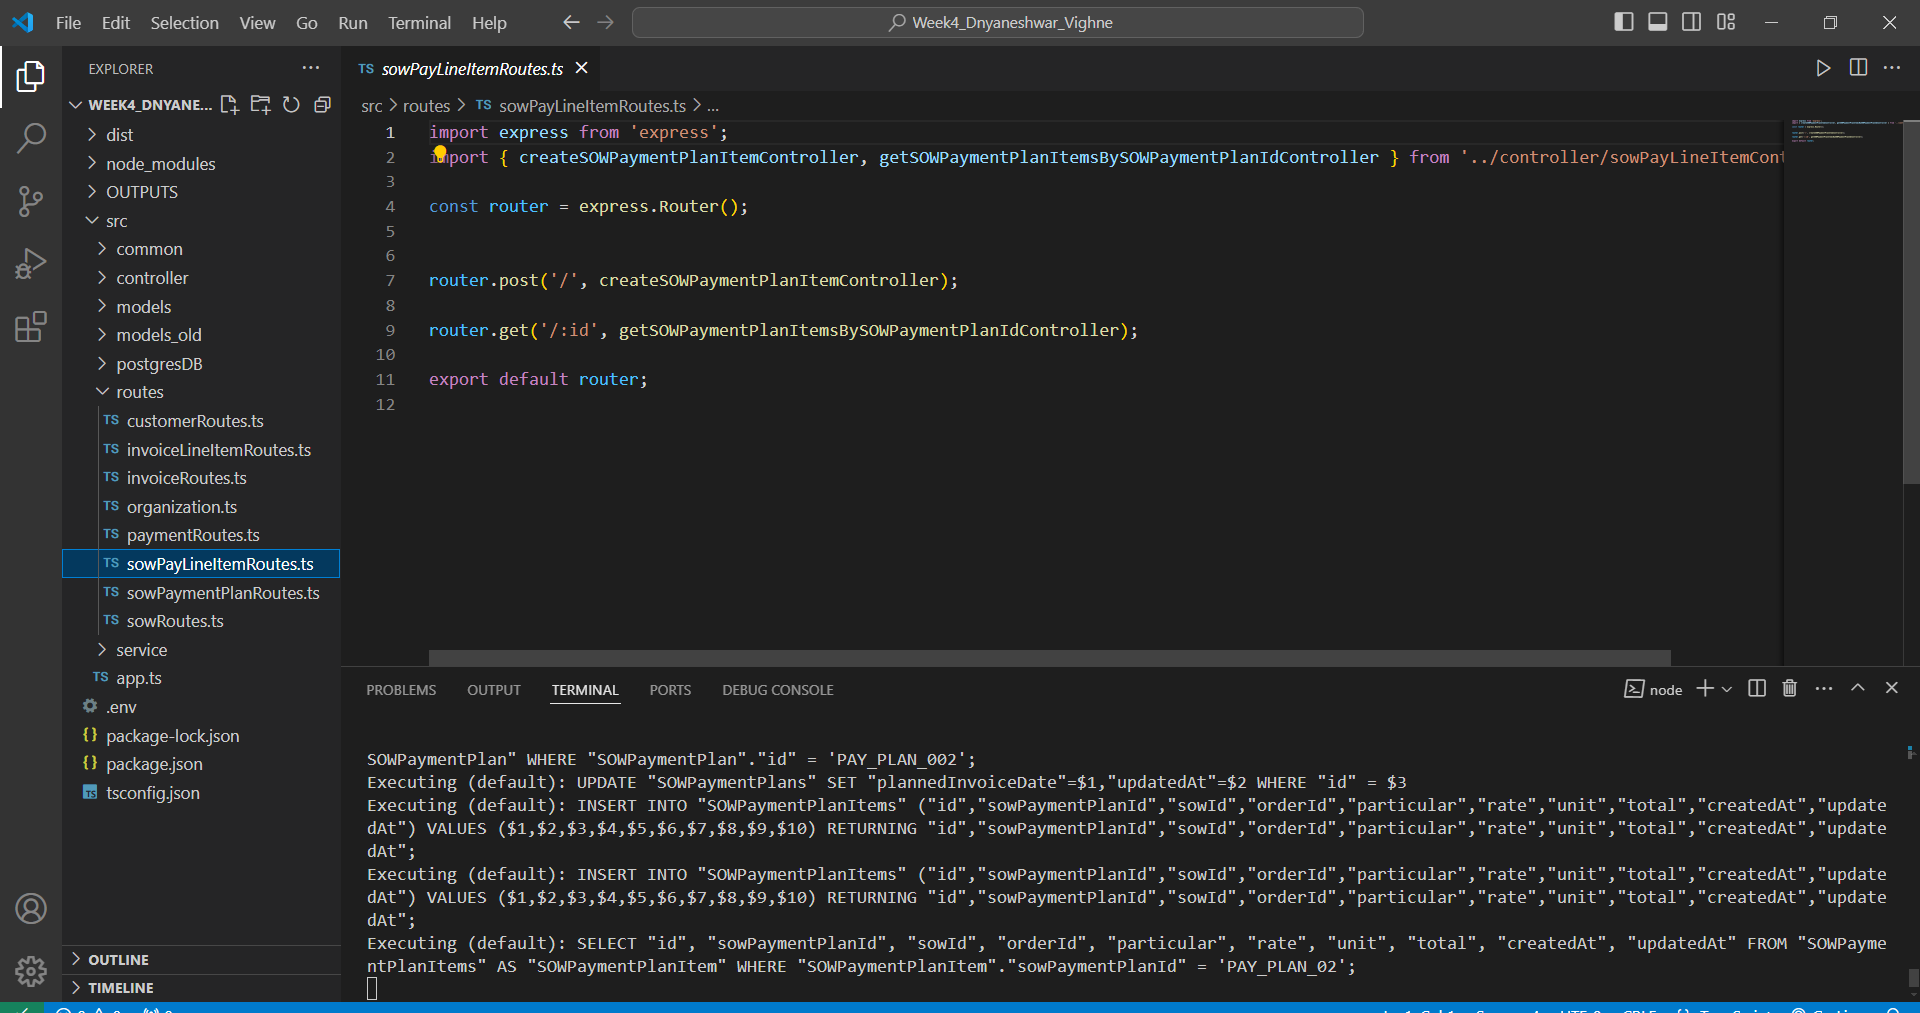 File Edit Selection View Go Run Terminal Help
Week4_Dnyaneshwar_Vighne
EXPLORER
WEEK4_DNYANE...
dist
node_modules
OUTPUTS
src
common
controller
models
models_old
postgresDB
routes
TS customerRoutes.ts
TS invoiceLineItemRoutes.ts
TS invoiceRoutes.ts
TS organization.ts
TS paymentRoutes.ts
TS sowPayLineItemRoutes.ts
TS sowPaymentPlanRoutes.ts
TS sowRoutes.ts
service
TS app.ts
.env
{} package-lock.json
{} package.json
TS tsconfig.json
OUTLINE
TIMELINE
TS sowPayLineItemRoutes.ts
src > routes > TS sowPayLineItemRoutes.ts > ...
1 import express from 'express';
2 import { createSOWPaymentPlanItemController, getSOWPaymentPlanItemsBySOWPaymentPlanIdController } from '../controller/sowPayLineItemCont
3
4 const router = express.Router();
5
6
7 router.post('/', createSOWPaymentPlanItemController);
8
9 router.get('/:id', getSOWPaymentPlanItemsBySOWPaymentPlanIdController);
10
11 export default router;
12
PROBLEMS OUTPUT TERMINAL PORTS DEBUG CONSOLE
node
SOWPaymentPlan" WHERE "SOWPaymentPlan"."id" = 'PAY_PLAN_002';
Executing (default): UPDATE "SOWPaymentPlans" SET "plannedInvoiceDate"=$1,"updatedAt"=$2 WHERE "id" = $3
Executing (default): INSERT INTO "SOWPaymentPlanItems" ("id","sowPaymentPlanId","sowId","orderId","particular","rate","unit","total","createdAt","update
dAt") VALUES ($1,$2,$3,$4,$5,$6,$7,$8,$9,$10) RETURNING "id","sowPaymentPlanId","sowId","orderId","particular","rate","unit","total","createdAt","update
dAt";
Executing (default): INSERT INTO "SOWPaymentPlanItems" ("id","sowPaymentPlanId","sowId","orderId","particular","rate","unit","total","createdAt","update
dAt") VALUES ($1,$2,$3,$4,$5,$6,$7,$8,$9,$10) RETURNING "id","sowPaymentPlanId","sowId","orderId","particular","rate","unit","total","createdAt","update
dAt";
Executing (default): SELECT "id", "sowPaymentPlanId", "sowId", "orderId", "particular", "rate", "unit", "total", "createdAt", "updatedAt" FROM "SOWPayme
ntPlanItems" AS "SOWPaymentPlanItem" WHERE "SOWPaymentPlanItem"."sowPaymentPlanId" = 'PAY_PLAN_02';